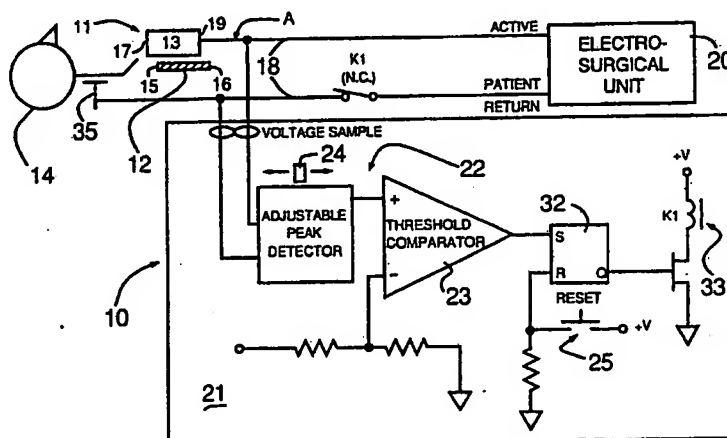 11
17
13
19
A
ACTIVE
ELECTRO-
SURGICAL
UNIT
20
15
16
18
K1
(N.C.)
PATIENT
RETURN
14
35
12
VOLTAGE SAMPLE
24
22
ADJUSTABLE
PEAK
DETECTOR
+
THRESHOLD
COMPARATOR
−
23
32
S
R
Q
+V
K1
33
RESET
+V
25
10
21